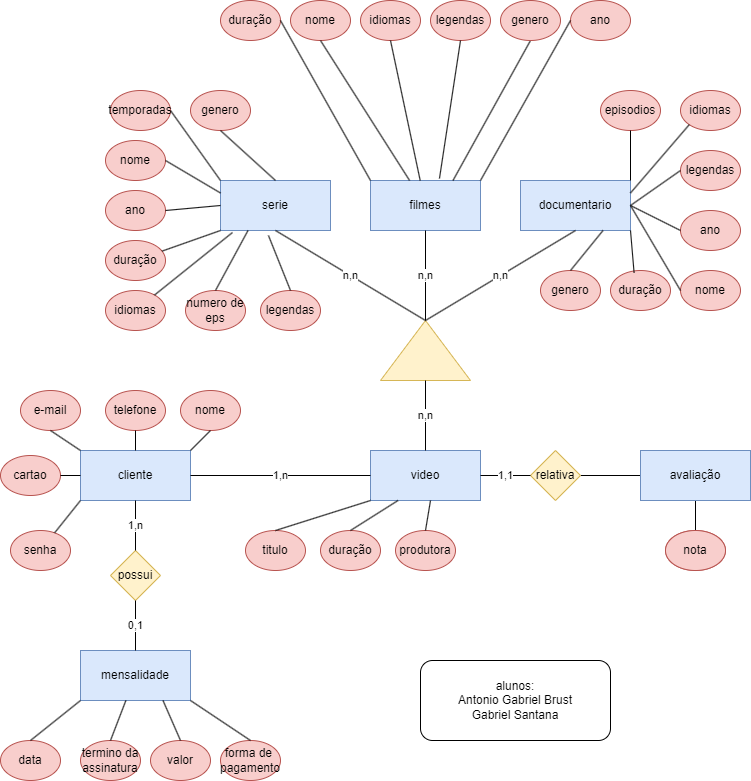 duração
nome
idiomas
legendas
genero
ano
temporadas
genero
episodios
idiomas
nome
legendas
serie
filmes
documentario
ano
ano
duração
n,n
n,n
n,n
idiomas
numero de
eps
legendas
genero
duração
nome
e-mail
telefone
nome
n,n
cartao
cliente
1,n
video
1,1
relativa
avaliação
1,n
senha
titulo
duração
produtora
nota
possui
0,1
mensalidade
alunos:
Antonio Gabriel Brust
Gabriel Santana
data
termino da
assinatura
valor
forma de
pagamento